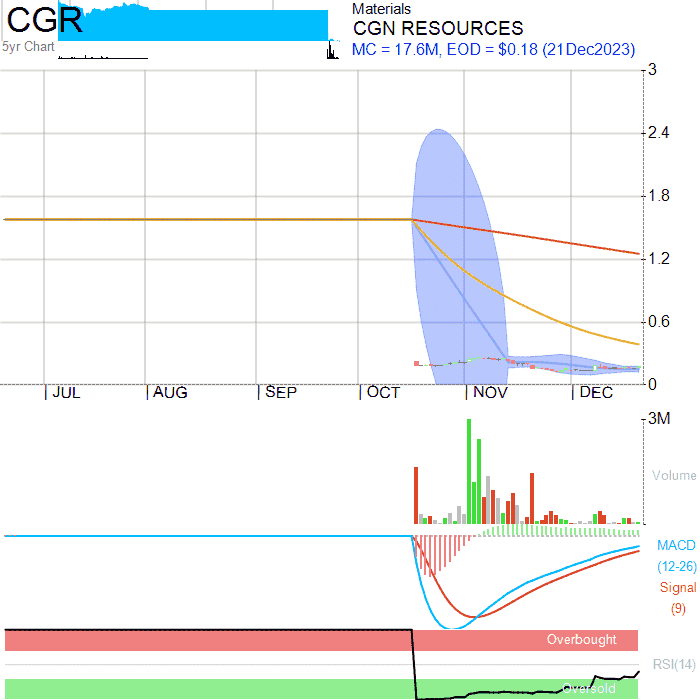 CGR
5yr Chart
Materials
CGN RESOURCES
MC = 17.6M, EOD = $0.18 (21Dec2023)
3
2.4
1.8
1.2
0.6
0
JUL AUG SEP OCT NOV DEC
3M
Volume
MACD
(12-26)
Signal
(9)
Overbought
RSI(14)
Oversold